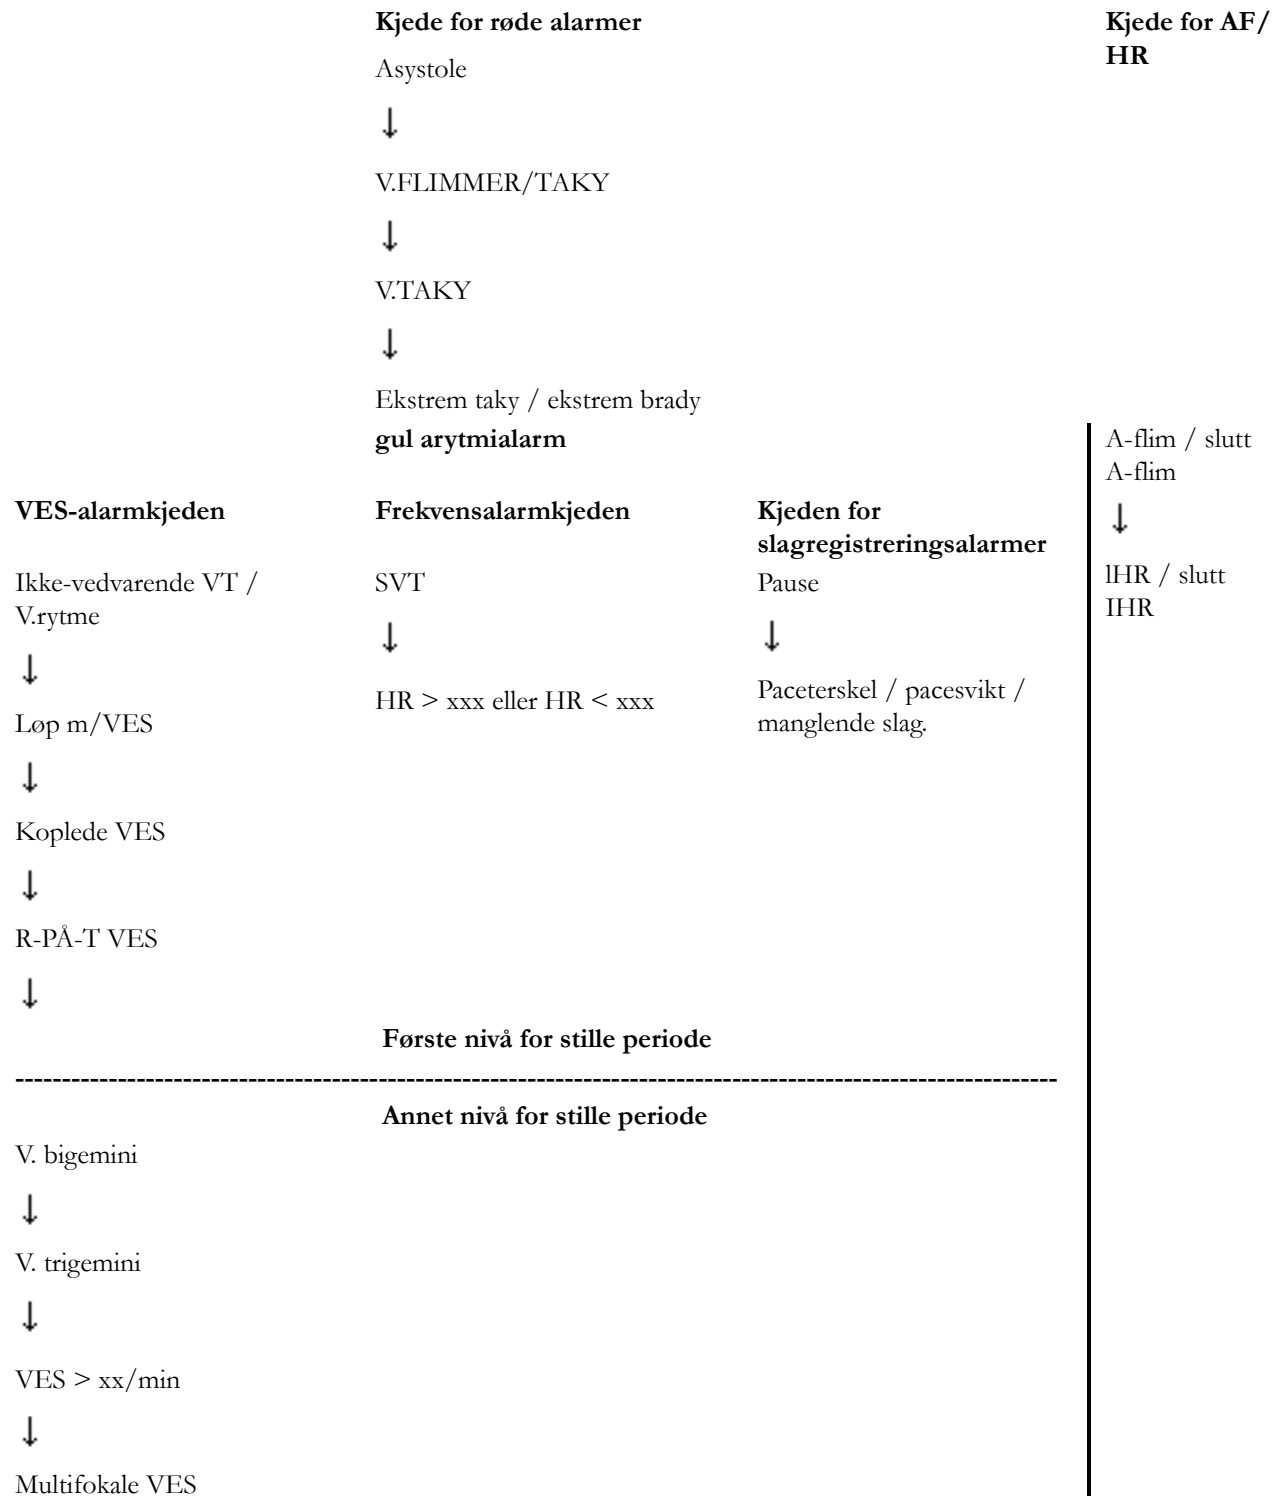 Kjede for røde alarmer
Kjede for AF/
HR
Asystole
↓
V.FLIMMER/TAKY
↓
V.TAKY
↓
Ekstrem taky / ekstrem brady
gul arytmialarm
A-flim / slutt
A-flim
↓
lHR / slutt
IHR
VES-alarmkjeden
Ikke-vedvarende VT /
V.rytme
↓
Løp m/VES
↓
Koplede VES
↓
R-PÅ-T VES
↓
Frekvensalarmkjeden
SVT
↓
HR > xxx eller HR < xxx
Kjeden for
slagregistreringsalarmer
Pause
↓
Paceterskel / pacesvikt /
manglende slag.
Første nivå for stille periode
----------------------------------------------------------------------------------------------------------------
Annet nivå for stille periode
V. bigemini
↓
V. trigemini
↓
VES > xx/min
↓
Multifokale VES